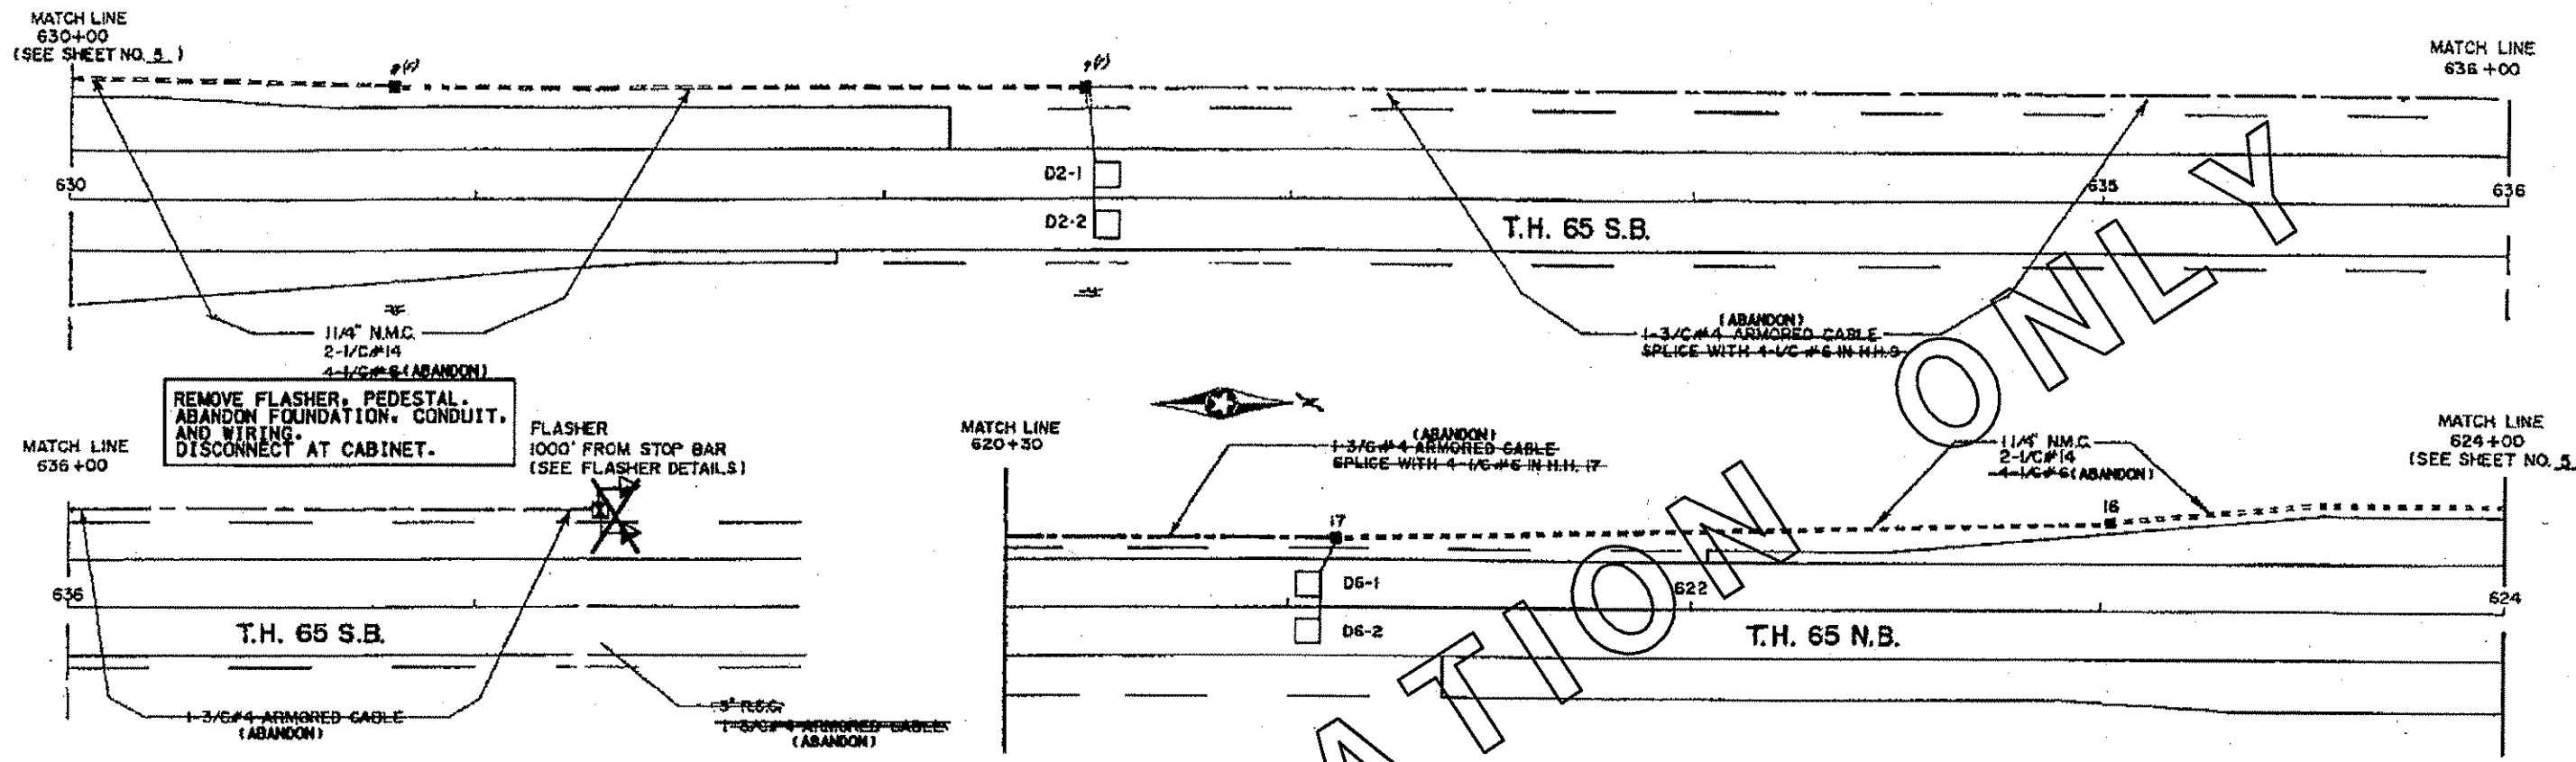 MATCH LINE
630+00
(SEE SHEET NO. 5 )
MATCH LINE
636 +00
630
D2-1
D2-2
635
636
T.H. 65 S.B.
1 1/4" N.M.C.
2-1/C#14
4-1/C#6 (ABANDON)
(ABANDON)
1-3/C#4 ARMORED CABLE
SPLICE WITH 4-1/C #6 IN H.H.9
REMOVE FLASHER, PEDESTAL.
ABANDON FOUNDATION, CONDUIT,
AND WIRING.
DISCONNECT AT CABINET.
MATCH LINE
636+00
FLASHER
1000' FROM STOP BAR
(SEE FLASHER DETAILS)
636
T.H. 65 S.B.
1-3/C#4 ARMORED CABLE
(ABANDON)
3" R.S.C.
1-3/C#4 ARMORED CABLE
(ABANDON)
MATCH LINE
620+30
(ABANDON)
1-3/C#4 ARMORED CABLE
SPLICE WITH 4-1/C#6 IN H.H. 17
1 1/4" N.M.C.
2-1/C#14
4-1/C#6 (ABANDON)
MATCH LINE
624+00
(SEE SHEET NO. 5
17
16
D6-1
D6-2
622
624
T.H. 65 N.B.
ATION ONLY